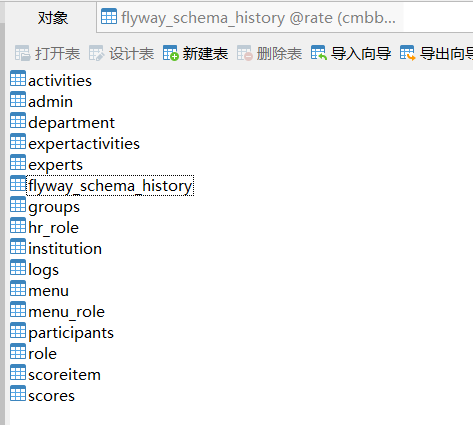 对象 flyway_schema_history @rate (cmbb...
打开表 设计表 新建表 删除表 导入向导 导出向导
activities
admin
department
expertactivities
experts
flyway_schema_history
groups
hr_role
institution
logs
menu
menu_role
participants
role
scoreitem
scores